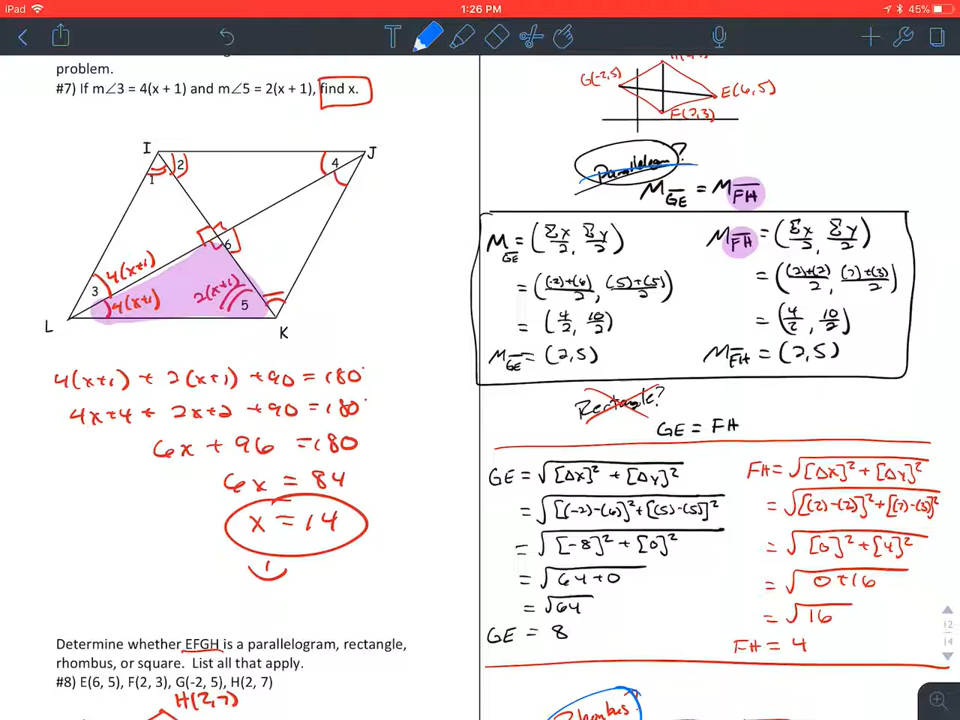 iPad
1:26 PM
45%
T
problem.
#7) If m∠3 = 4(x + 1) and m∠5 = 2(x + 1), find x.
I
2
1
4
J
6
3
4(x+1)
4(x+1)
2(x+1)
5
L
K
4(x+1) + 2(x+1) + 90 = 180
4x+4 + 2x+2 + 90 = 180
6x + 96 = 180
6x = 84
x = 14
Determine whether EFGH is a parallelogram, rectangle,
rhombus, or square. List all that apply.
#8) E(6, 5), F(2, 3), G(-2, 5), H(2, 7)
H(2,7)
G(-2,5)
E(6,5)
F(2,3)
Parallelogram?
M GE = M FH
M GE = (Σx/2, Σy/2)
= ((-2)+(6)/2, (5)+(5)/2)
= (4/2, 10/2)
M GE = (2,5)
M FH = (Σx/2, Σy/2)
= ((2)+(2)/2, (7)+(3)/2)
= (4/2, 10/2)
M FH = (2,5)
Rectangle?
GE = FH
GE = √[Δx]² + [Δy]²
= √[(-2)-(6)]² + [(5)-(5)]²
= √[-8]² + [0]²
= √64+0
= √64
GE = 8
FH = √[Δx]² + [Δy]²
= √[(2)-(2)]² + [(7)-(3)]²
= √[0]² + [4]²
= √0+16
= √16
FH = 4
Rhombus?
12
14